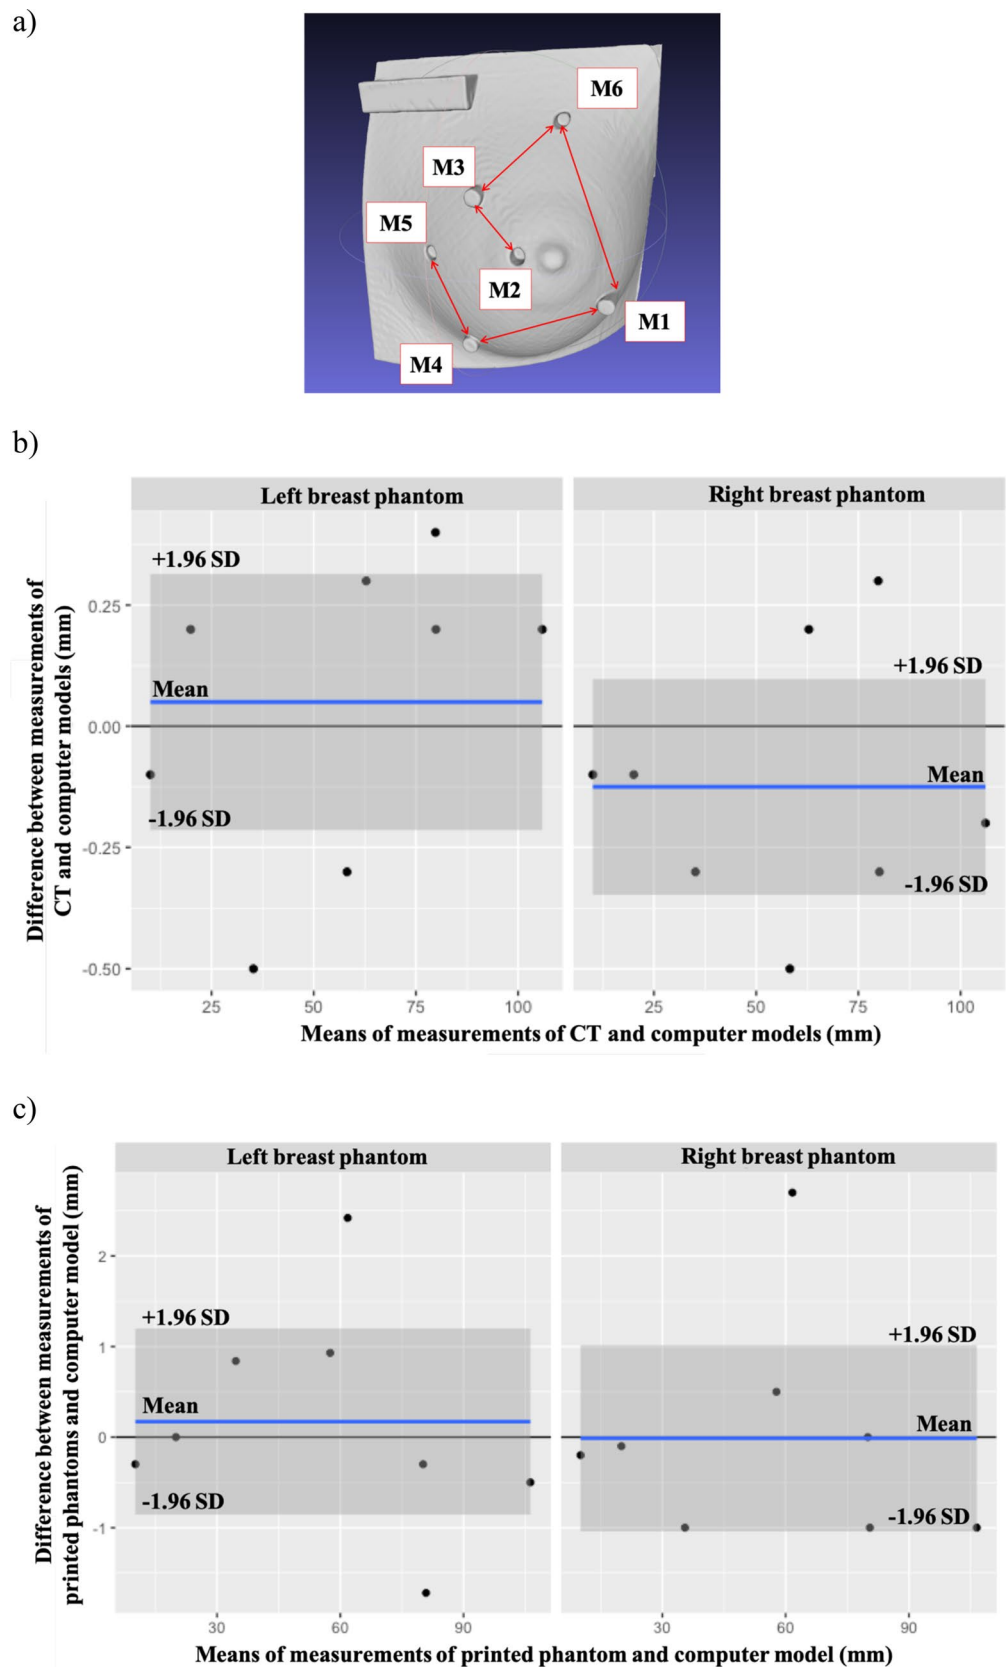 a)
M6
M3
M5
M2
M1
M4
b)
Left breast phantom
Right breast phantom
Difference between measurements of
CT and computer models (mm)
+1.96 SD
Mean
-1.96 SD
+1.96 SD
Mean
-1.96 SD
0.25
0.00
-0.25
-0.50
25 50 75 100
25 50 75 100
Means of measurements of CT and computer models (mm)
c)
Left breast phantom
Right breast phantom
Difference between measurements of
printed phantoms and computer model (mm)
+1.96 SD
Mean
-1.96 SD
+1.96 SD
Mean
-1.96 SD
2
1
0
-1
30 60 90
30 60 90
Means of measurements of printed phantom and computer model (mm)